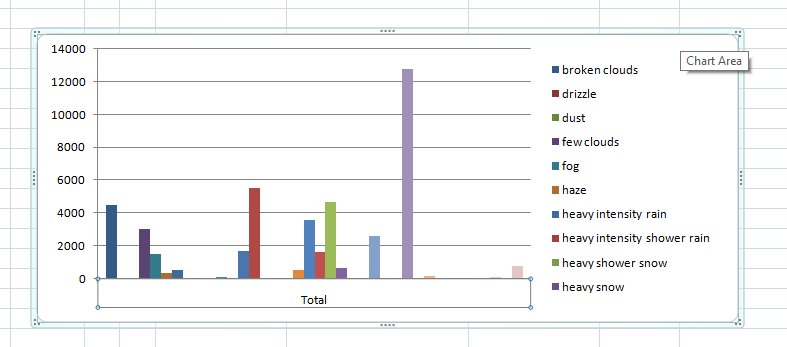 14000
12000
10000
8000
6000
4000
2000
0
Total
Chart Area
broken clouds
drizzle
dust
few clouds
fog
haze
heavy intensity rain
heavy intensity shower rain
heavy shower snow
heavy snow